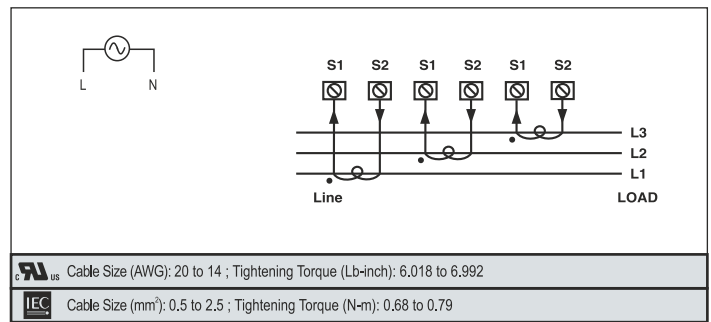 S1 S2 S1 S2 S1 S2
L N
L3
L2
L1
Line LOAD
c RU us Cable Size (AWG): 20 to 14 ; Tightening Torque (Lb-inch): 6.018 to 6.992
IEC Cable Size (mm²): 0.5 to 2.5 ; Tightening Torque (N-m): 0.68 to 0.79